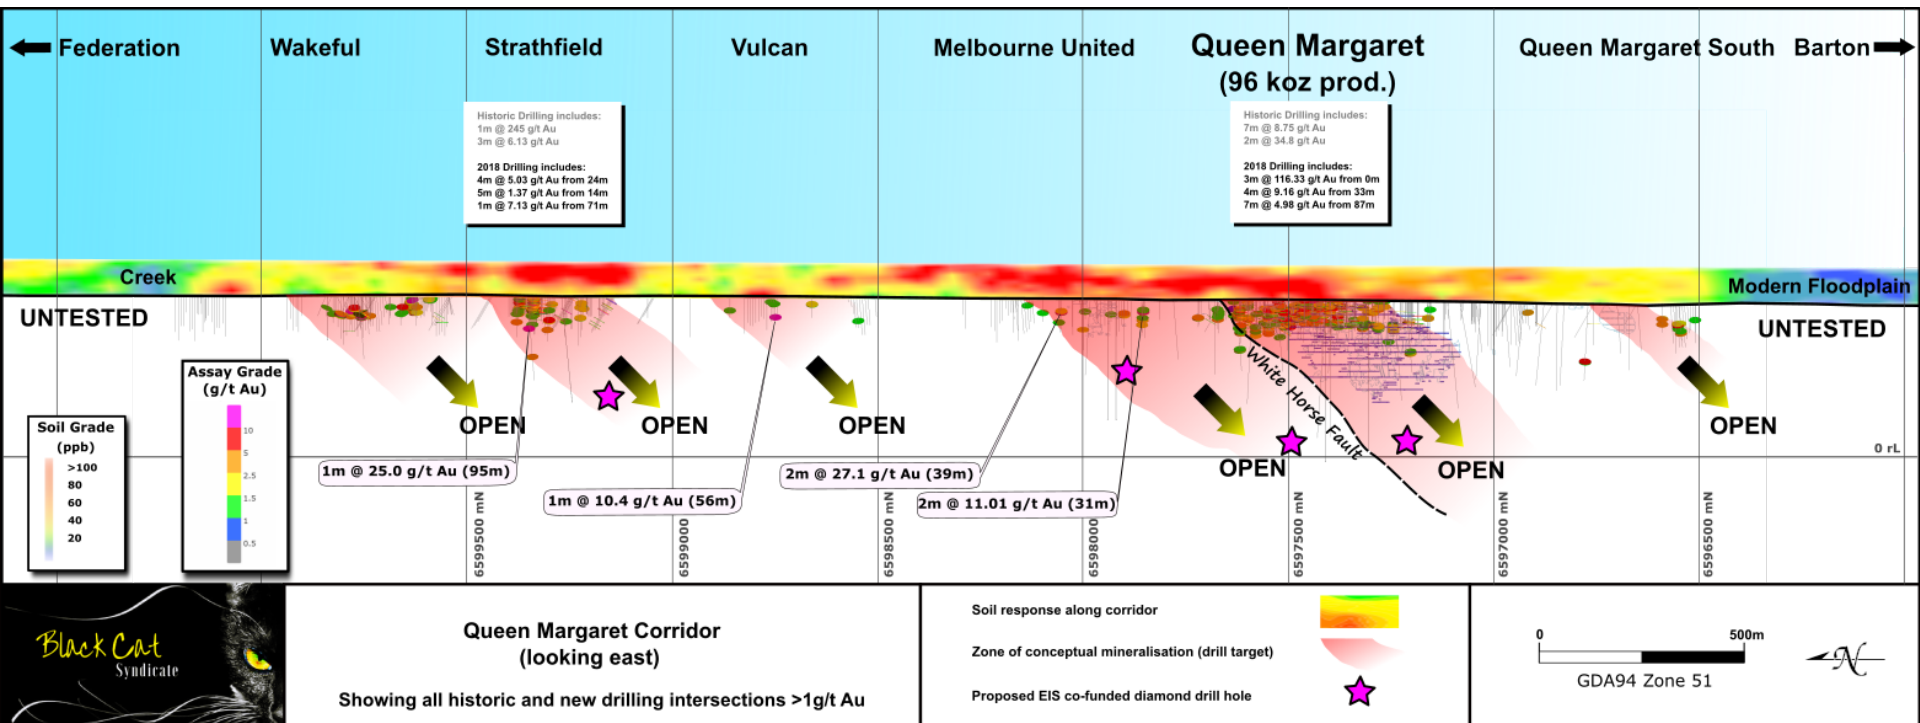 Federation
Wakeful
Strathfield
Vulcan
Melbourne United
Queen Margaret
(96 koz prod.)
Queen Margaret South
Barton
Historic Drilling includes:
1m @ 245 g/t Au
3m @ 6.13 g/t Au
2018 Drilling includes:
4m @ 5.03 g/t Au from 24m
5m @ 1.37 g/t Au from 14m
1m @ 7.13 g/t Au from 71m
Historic Drilling includes:
7m @ 8.75 g/t Au
2m @ 34.8 g/t Au
2018 Drilling includes:
3m @ 116.33 g/t Au from 0m
4m @ 9.16 g/t Au from 33m
7m @ 4.98 g/t Au from 87m
Creek
Modern Floodplain
UNTESTED
UNTESTED
White Horse Fault
OPEN
OPEN
OPEN
OPEN
OPEN
OPEN
0 rL
1m @ 25.0 g/t Au (95m)
1m @ 10.4 g/t Au (56m)
2m @ 27.1 g/t Au (39m)
2m @ 11.01 g/t Au (31m)
Soil Grade
(ppb)
>100
80
60
40
20
Assay Grade
(g/t Au)
10
5
2.5
1.5
1
0.5
6599500 mN
6599000
6598500 mN
6598000
6597500 mN
6597000 mN
6596500 mN
Black Cat
Syndicate
Queen Margaret Corridor
(looking east)
Showing all historic and new drilling intersections >1g/t Au
Soil response along corridor
Zone of conceptual mineralisation (drill target)
Proposed EIS co-funded diamond drill hole
0
500m
GDA94 Zone 51
N